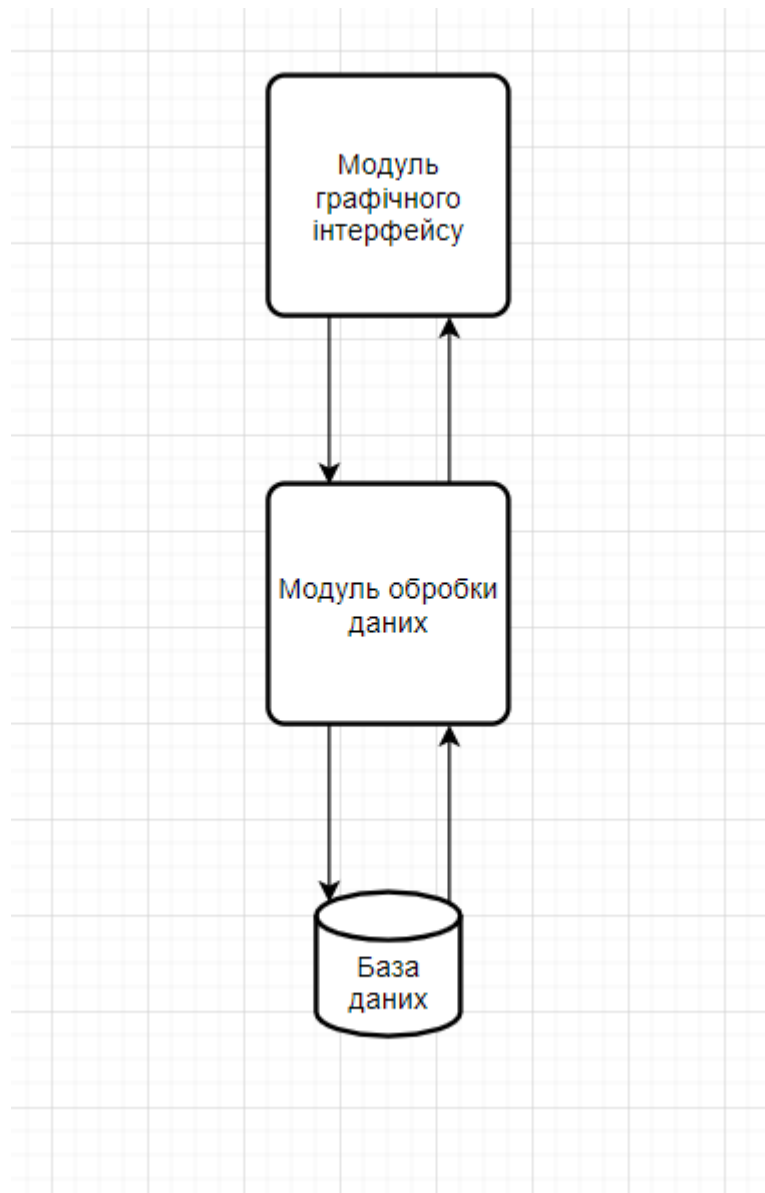 Модуль
графічного
інтерфейсу
Модуль обробки
даних
База
даних